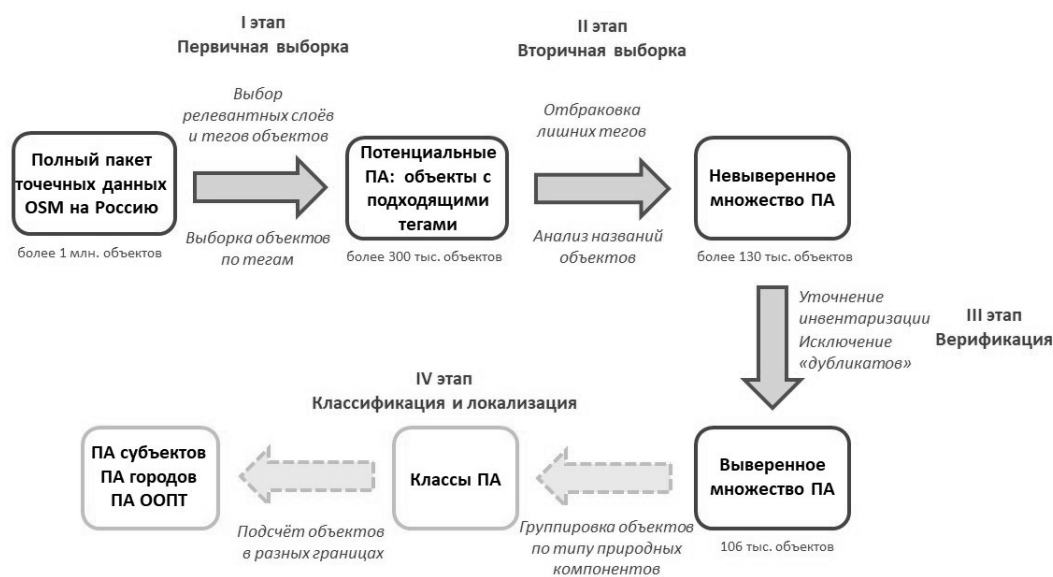 I этап
Первичная выборка
II этап
Вторичная выборка
Выбор
релевантных слоёв
и тегов объектов
Отбраковка
лишних тегов
Полный пакет
точечных данных
OSM на Россию
Потенциальные
ПА: объекты с
подходящими
тегами
Невыверенное
множество ПА
более 1 млн. объектов
Выборка объектов
по тегам
более 300 тыс. объектов
Анализ названий
объектов
более 130 тыс. объектов
Уточнение
инвентаризации
Исключение
«дубликатов»
III этап
Верификация
IV этап
Классификация и локализация
ПА субъектов
ПА городов
ПА ООПТ
Классы ПА
Выверенное
множество ПА
Подсчёт объектов
в разных границах
Группировка объектов
по типу природных
компонентов
106 тыс. объектов